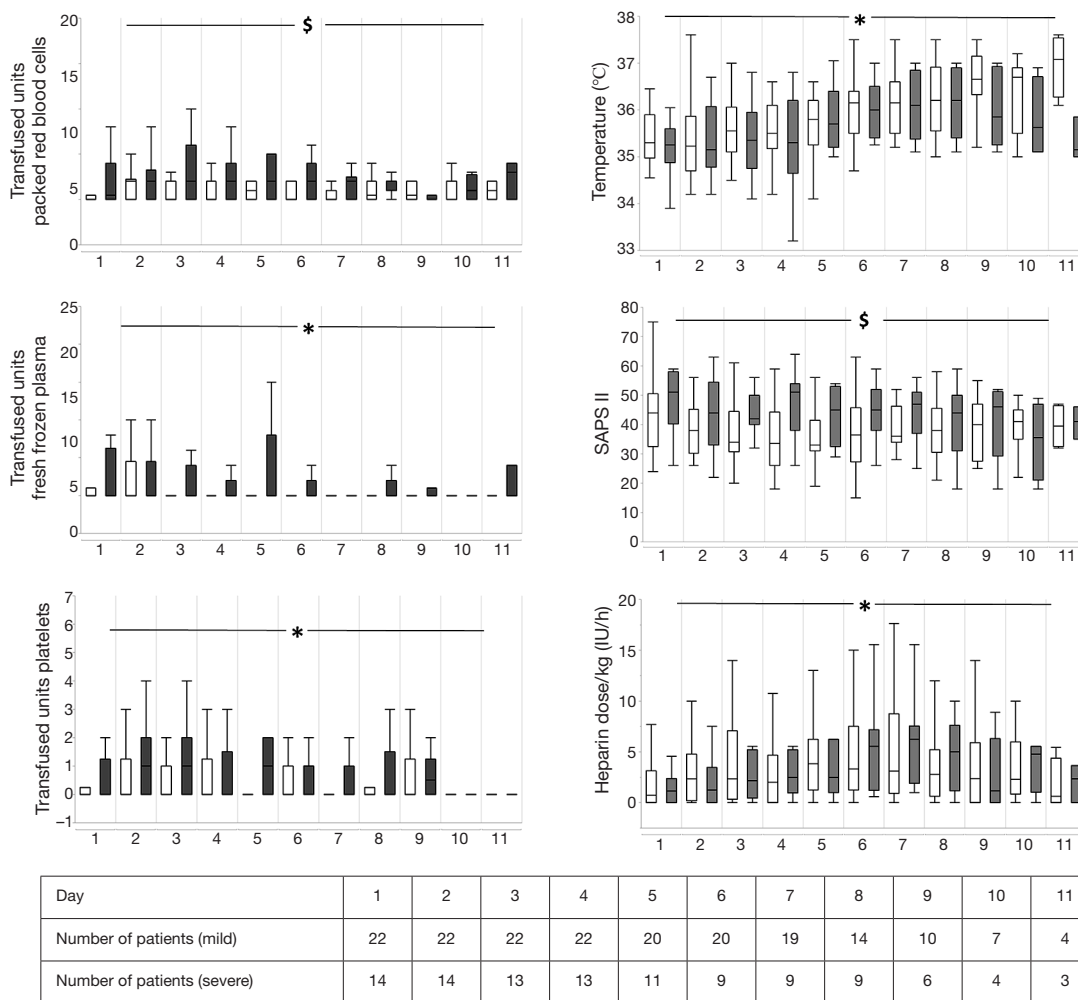 Transfused units
packed red blood cells
20
15
10
5
0
$
1 2 3 4 5 6 7 8 9 10 11
Temperature (°C)
38
37
36
35
34
33
*
1 2 3 4 5 6 7 8 9 10 11
Transfused units
fresh frozen plasma
25
20
15
10
5
0
*
1 2 3 4 5 6 7 8 9 10 11
SAPS II
80
70
60
50
40
30
20
10
0
$
1 2 3 4 5 6 7 8 9 10 11
Transfused units platelets
7
6
5
4
3
2
1
0
−1
*
1 2 3 4 5 6 7 8 9 10 11
Heparin dose/kg (IU/h)
20
15
10
5
0
*
1 2 3 4 5 6 7 8 9 10 11
Day 1 2 3 4 5 6 7 8 9 10 11
Number of patients (mild) 22 22 22 22 20 20 19 14 10 7 4
Number of patients (severe) 14 14 13 13 11 9 9 9 6 4 3